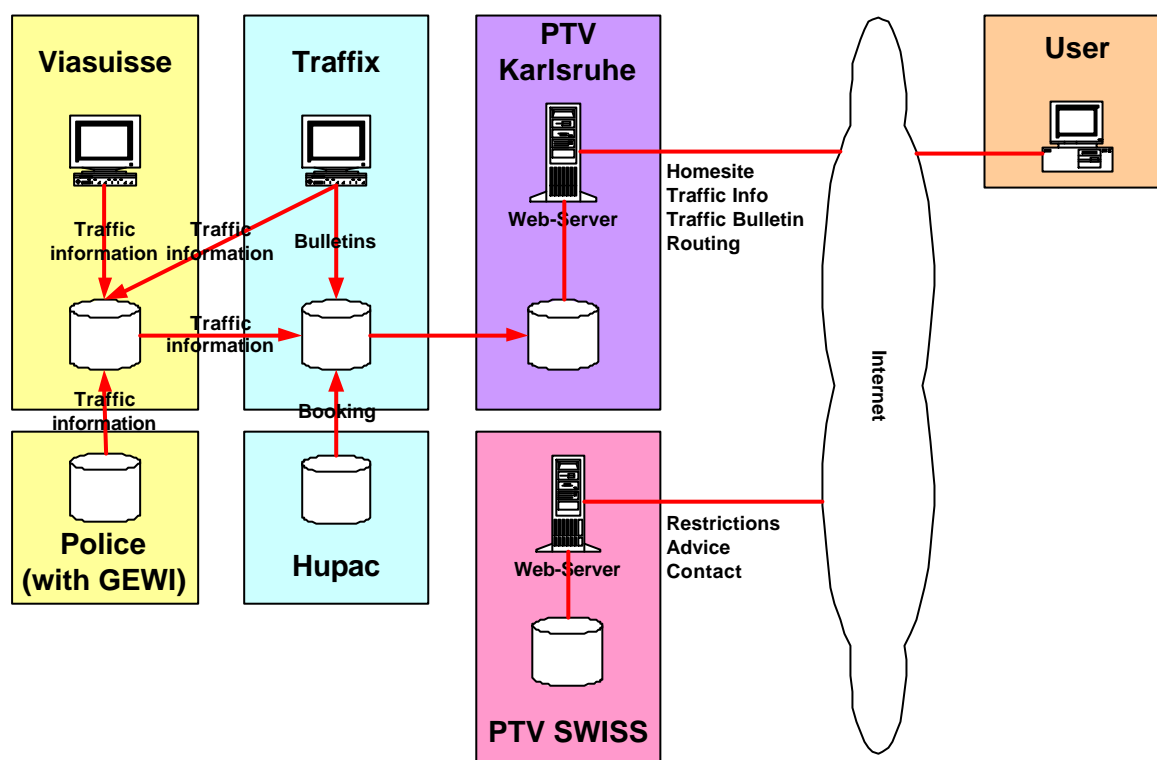 Viasuisse
Traffix
PTV
Karlsruhe
User
Homesite
Traffic Info
Traffic Bulletin
Routing
Web-Server
Traffic
information
Traffic
information
Bulletins
Traffic
information
Internet
Traffic
information
Booking
Police
(with GEWI)
Hupac
Web-Server
Restrictions
Advice
Contact
PTV SWISS